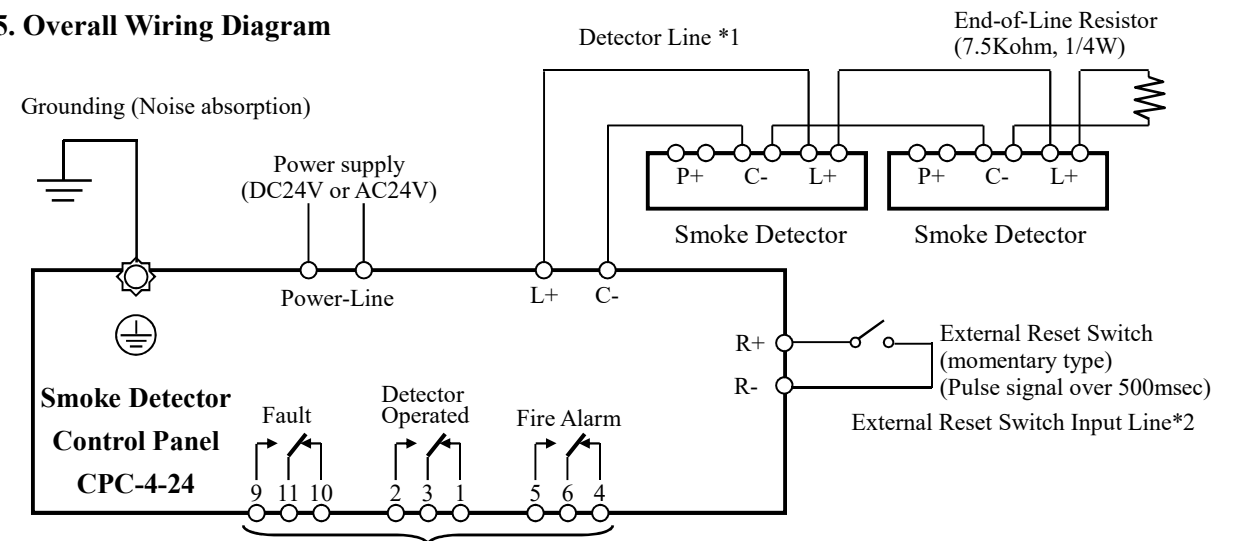 5. Overall Wiring Diagram
Detector Line *1
End-of-Line Resistor
(7.5Kohm, 1/4W)
Grounding (Noise absorption)
Power supply
(DC24V or AC24V)
P+ C- L+
P+ C- L+
Smoke Detector
Smoke Detector
Power-Line
L+ C-
R+
R-
External Reset Switch
(momentary type)
(Pulse signal over 500msec)
External Reset Switch Input Line*2
Smoke Detector
Control Panel
CPC-4-24
Fault
Detector
Operated
Fire Alarm
9 11 10
2 3 1
5 6 4